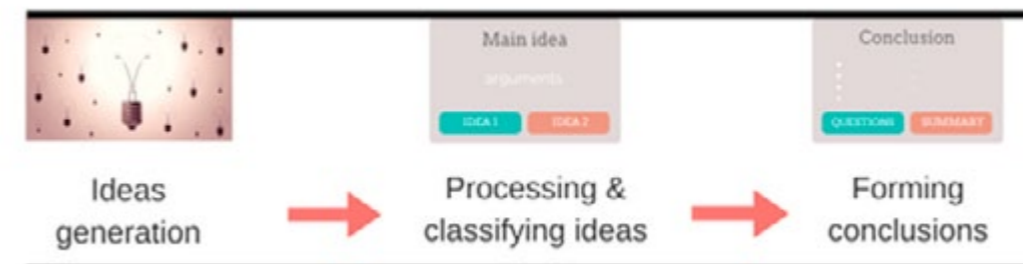 Main idea
arguments
IDEA 1
IDEA 2
Conclusion
QUESTIONS
SUMMARY
Ideas
generation
Processing &
classifying ideas
Forming
conclusions